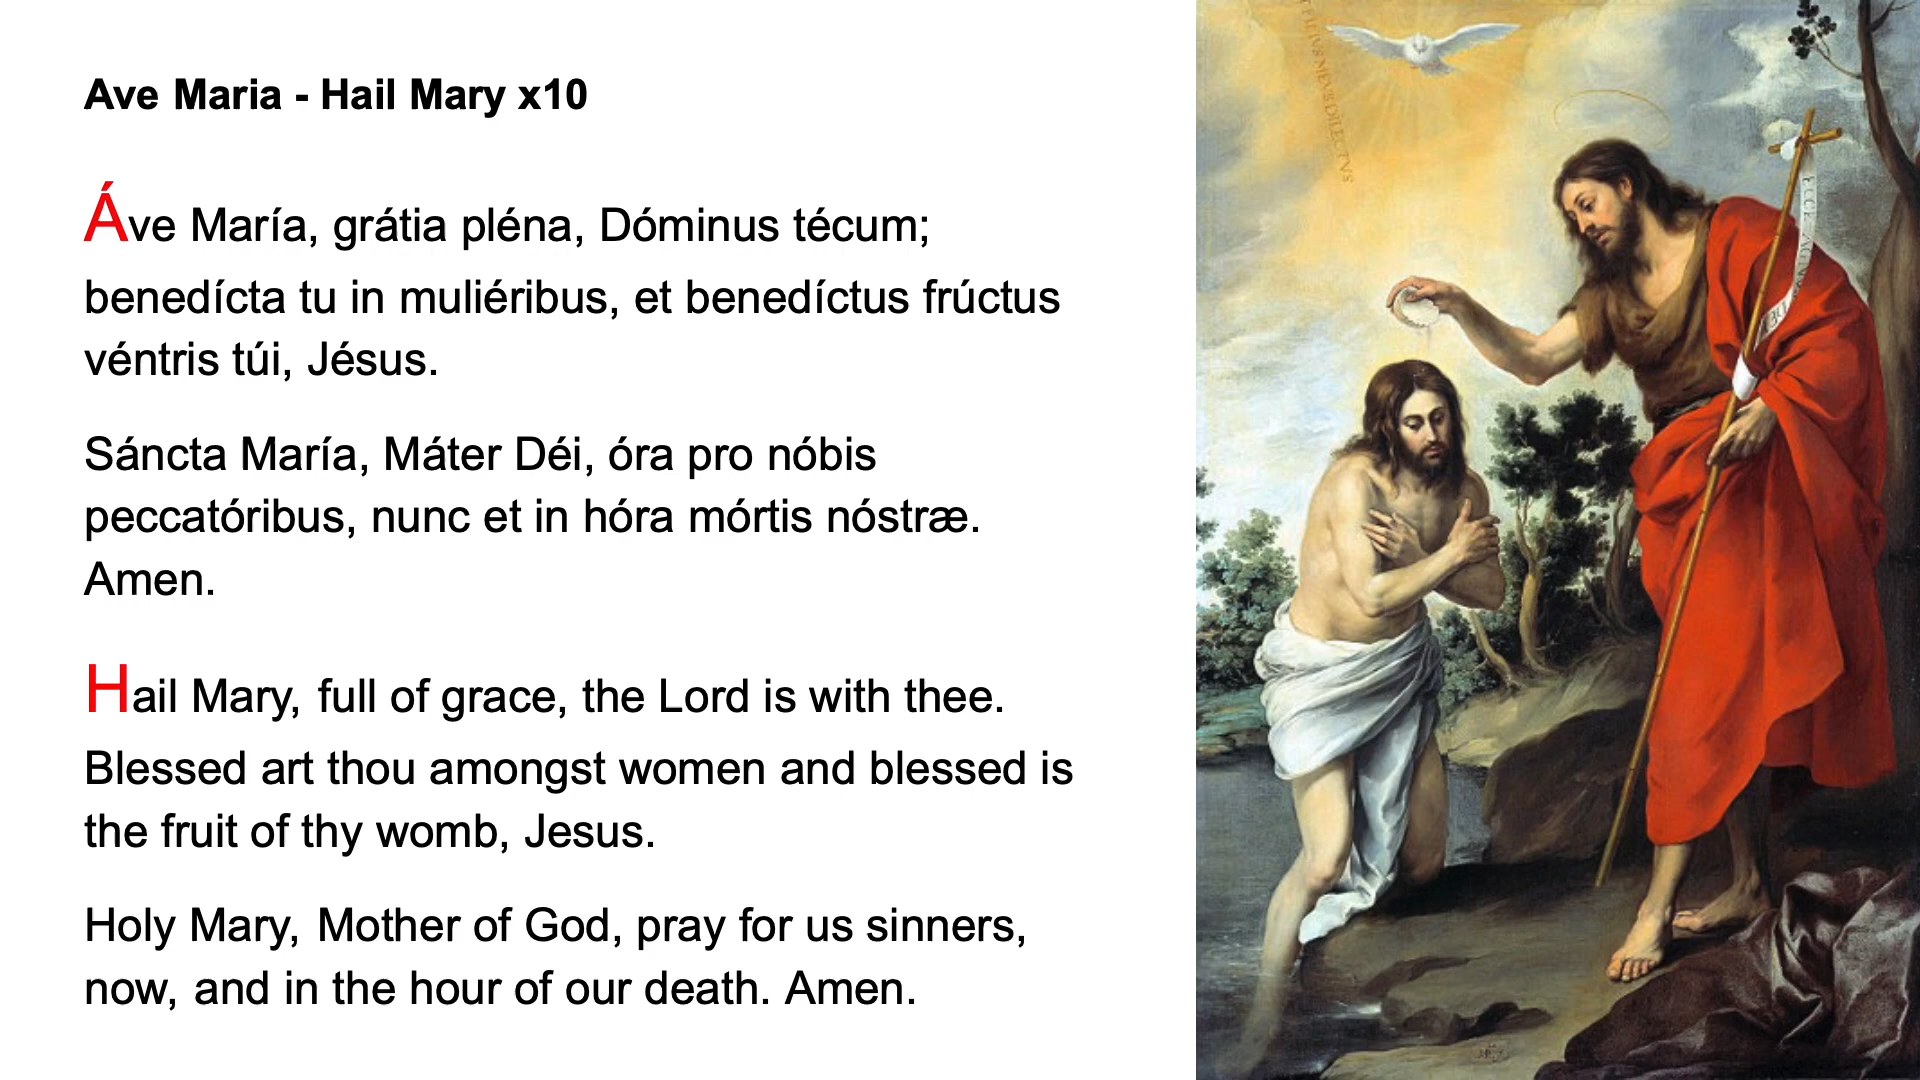 Ave Maria - Hail Mary x10
Áve María, grátia pléna, Dóminus técum;
benedícta tu in muliéribus, et benedíctus frúctus
véntris túi, Jésus.
Sáncta María, Máter Déi, óra pro nóbis
peccatóribus, nunc et in hóra mórtis nóstræ.
Amen.
Hail Mary, full of grace, the Lord is with thee.
Blessed art thou amongst women and blessed is
the fruit of thy womb, Jesus.
Holy Mary, Mother of God, pray for us sinners,
now, and in the hour of our death. Amen.
DILECTVS
ECCE